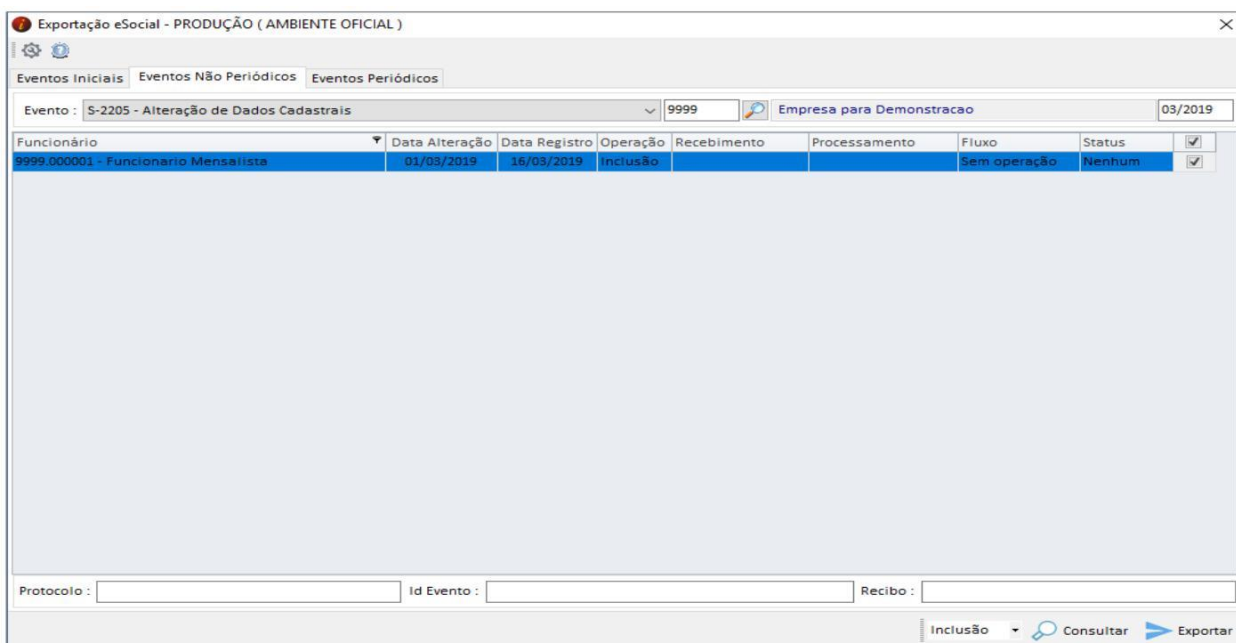 Exportação eSocial - PRODUÇÃO ( AMBIENTE OFICIAL )
Eventos Iniciais Eventos Não Periódicos Eventos Periódicos
Evento : S-2205 - Alteração de Dados Cadastrais 9999 Empresa para Demonstracao 03/2019
Funcionário Data Alteração Data Registro Operação Recebimento Processamento Fluxo Status
9999.000001 - Funcionario Mensalista 01/03/2019 16/03/2019 Inclusão Sem operação Nenhum
Protocolo : Id Evento : Recibo :
Inclusão Consultar Exportar